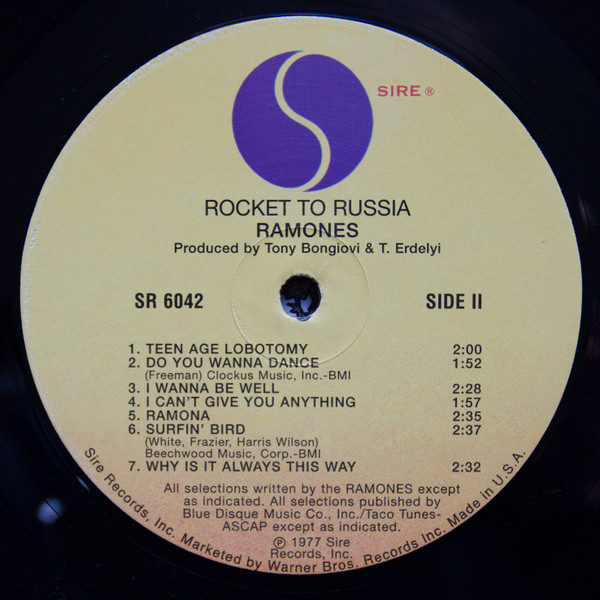 SIRE ®
ROCKET TO RUSSIA
RAMONES
Produced by Tony Bongiovi & T. Erdelyi
SR 6042 SIDE II
1. TEEN AGE LOBOTOMY 2:00
2. DO YOU WANNA DANCE 1:52
(Freeman) Clockus Music, Inc.-BMI
3. I WANNA BE WELL 2:28
4. I CAN'T GIVE YOU ANYTHING 1:57
5. RAMONA 2:35
6. SURFIN' BIRD 2:37
(White, Frazier, Harris Wilson)
Beechwood Music, Corp.-BMI
7. WHY IS IT ALWAYS THIS WAY 2:32
All selections written by the RAMONES except
as indicated. All selections published by
Blue Disque Music Co., Inc./Taco Tunes-
ASCAP except as indicated.
℗ 1977 Sire
Records, Inc.
Sire Records, Inc. Marketed by Warner Bros. Records Inc. Made in U.S.A.